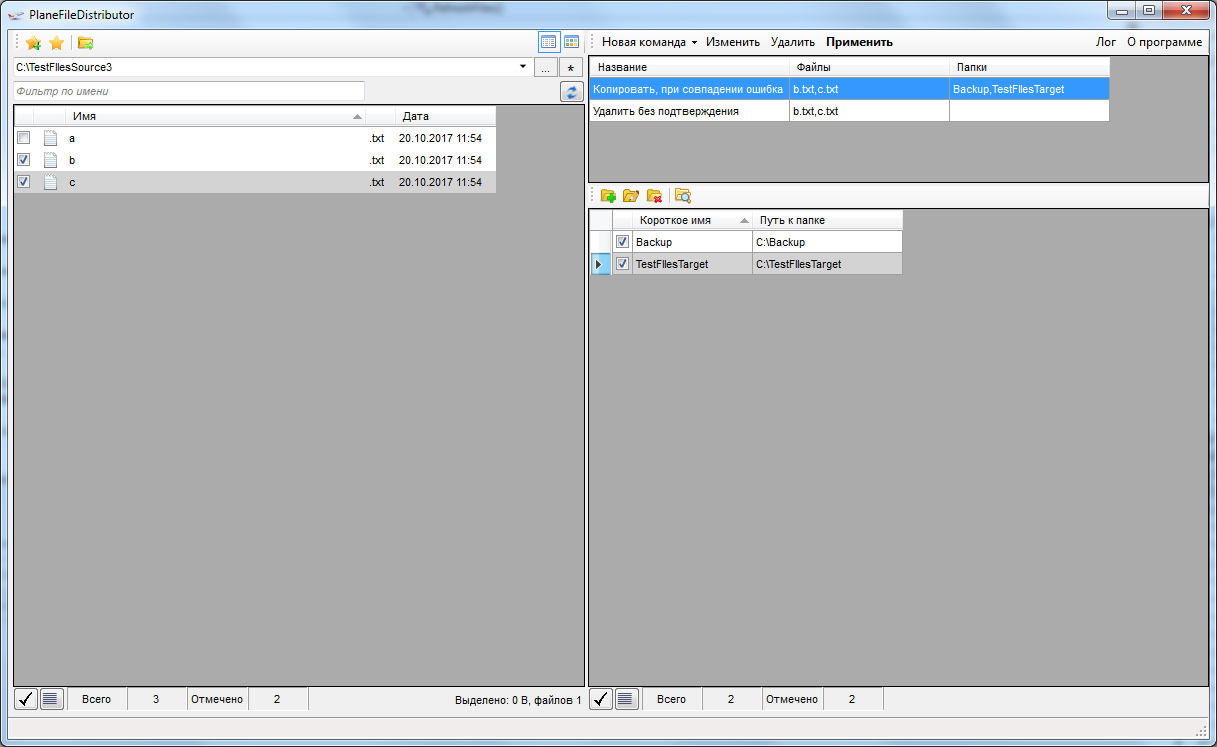 PlaneFileDistributor
Новая команда Изменить Удалить Применить Лог О программе
C:\TestFIlesSource3 ... *
Фильтр по имени
Имя Дата
a .txt 20.10.2017 11:54
b .txt 20.10.2017 11:54
c .txt 20.10.2017 11:54
Название Файлы Папки
Копировать, при совпадении ошибка b.txt,c.txt Backup,TestFIlesTarget
Удалить без подтверждения b.txt,c.txt
Короткое имя Путь к папке
Backup C:\Backup
TestFIlesTarget C:\TestFIlesTarget
Всего 3 Отмечено 2 Выделено: 0 B, файлов 1
Всего 2 Отмечено 2